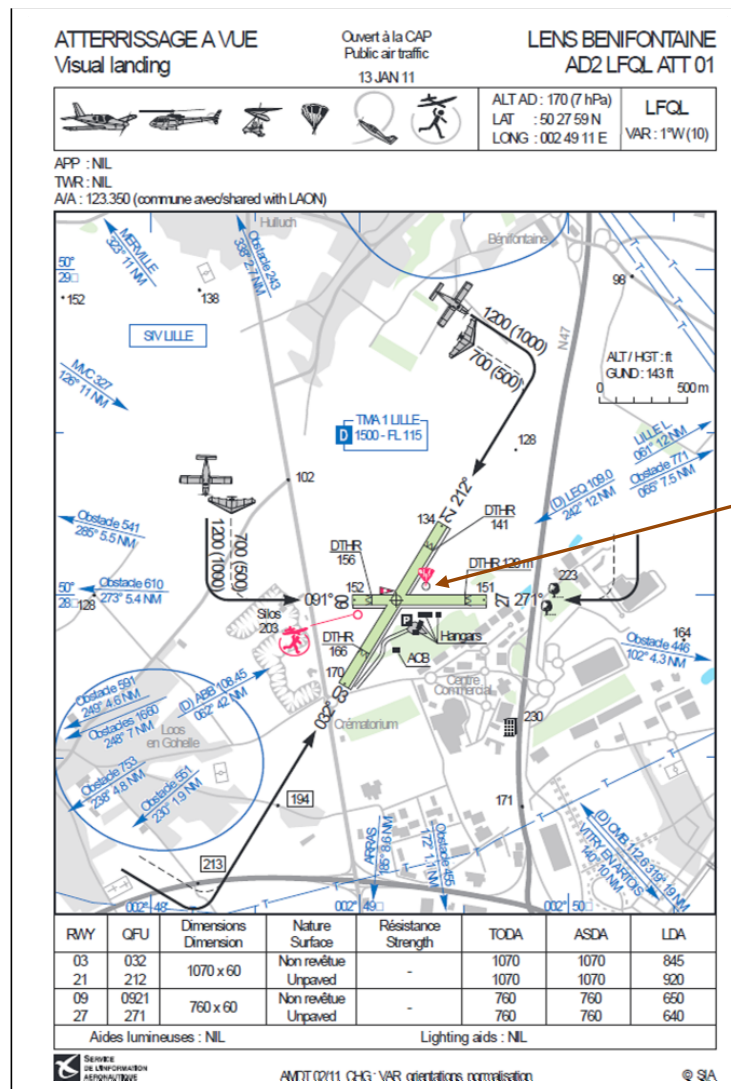 ATTERRISSAGE A VUE
Visual landing
Ouvert à la CAP
Public air traffic
13 JAN 11
LENS BENIFONTAINE
AD2 LFQL ATT 01
ALT AD : 170 (7 hPa)
LAT : 50 27 59 N
LONG : 002 49 11 E
LFQL
VAR : 1°W (10)
APP : NIL
TWR : NIL
A/A : 123.350 (commune avec/shared with LAON)
Hulluch
Bénifontaine
MERVILLE
323° 11 NM
Obstacle 243
338° 2.7 NM
50°
29
152
138
98
SIV LILLE
1200 (1000)
700 (500)
N47
ALT / HGT : ft
GUND : 143 ft
0 500 m
MVC 327
126° 11 NM
TMA 1 LILLE
D 1500 - FL 115
128
LILLE L.
061° 12 NM
Obstacle 771
065° 7.5 NM
102
212°
(D) LEQ 109.0
242° 12 NM
Obstacle 541
285° 5.5 NM
1200 (1000)
700 (500)
134
21
DTHR
141
DTHR
156
DTHR 129 m
223
50°
28
128
Obstacle 610
273° 5.4 NM
091°
09
152
151
27
271°
Silos
203
P
Hangars
164
DTHR
166
ACB
Obstacle 446
102° 4.3 NM
170
03
032°
Centre
Commercial
Obstacle 591
249° 4.6 NM
Obstacles 1660
248° 7 NM
(D) ABB 108.45
062° 42 NM
Crématorium
230
Loos
en Gohelle
Obstacle 753
238° 4.8 NM
Obstacle 551
230° 1.9 NM
194
171
213
ARRAS
185° 8.6 NM
Obstacle 455
172° 1.1 NM
(D) CMB 112.6 319° 19 NM
VITRY EN ARTOIS
140° 10 NM
002° 48
002° 49
002° 50
RWY QFU Dimensions Nature Résistance TODA ASDA LDA
Dimension Surface Strength
03 032 1070 x 60 Non revêtue - 1070 1070 845
21 212 Unpaved 1070 1070 920
09 0921 760 x 60 Non revêtue - 760 760 650
27 271 Unpaved 760 760 640
Aides lumineuses : NIL Lighting aids : NIL
SERVICE
DE L'INFORMATION
AERONAUTIQUE
AMDT 02/11 CHG : VAR, orientations, normalisation
© SIA